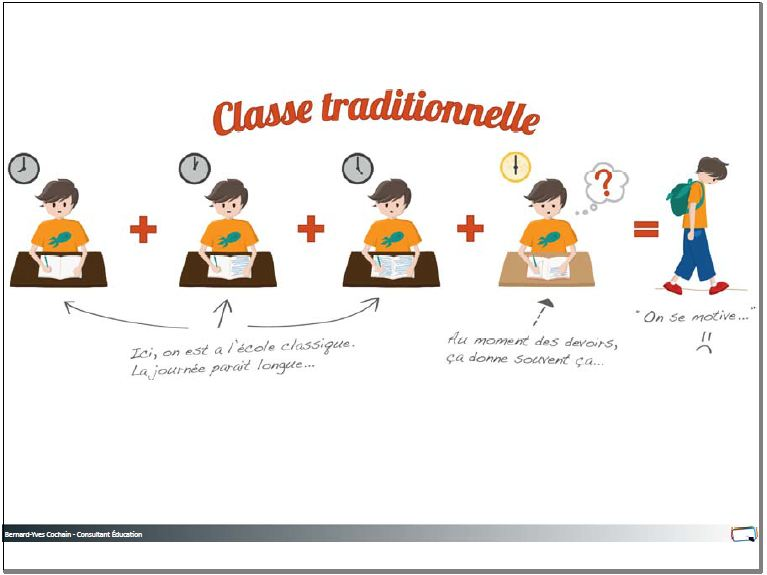 Classe traditionnelle
+
+
+
?
=
Ici, on est a l'école classique.
La journée parait longue...
Au moment des devoirs,
ça donne souvent ça...
"On se motive..."
Bernard-Yves Cochain - Consultant Éducation